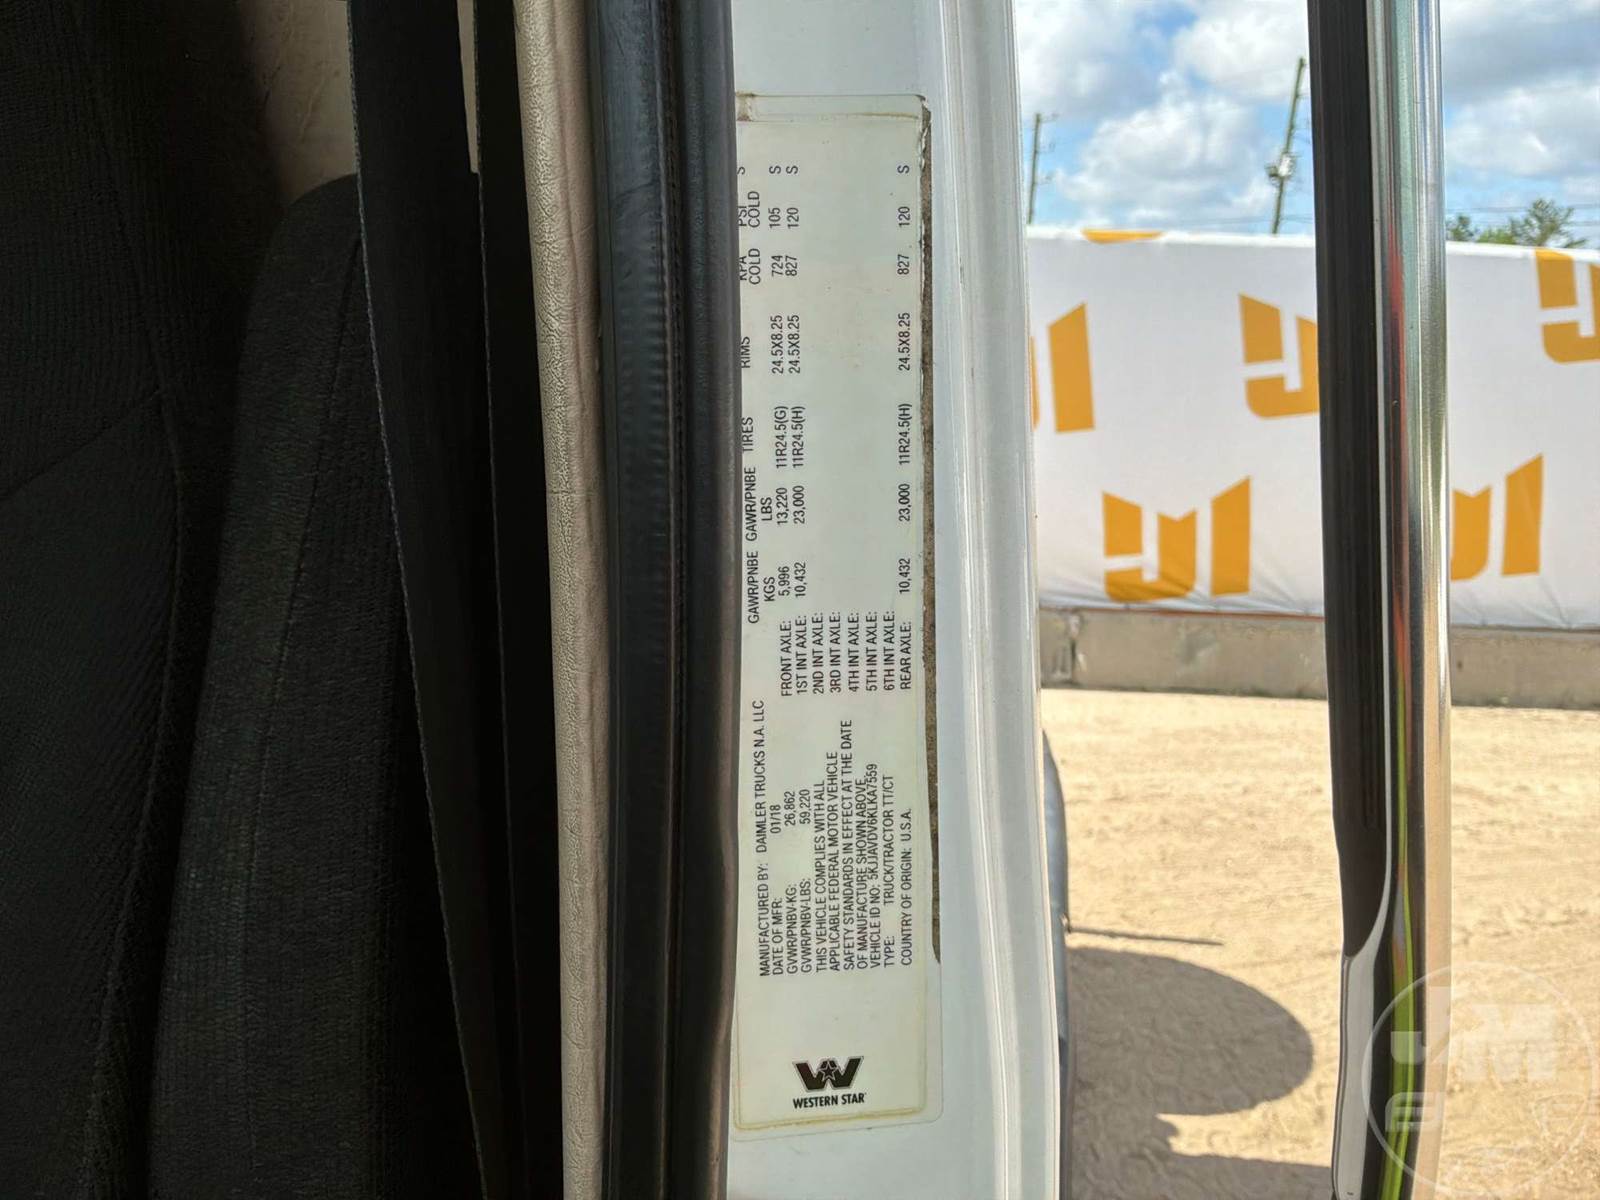 WESTERN STAR
MANUFACTURED BY: DAIMLER TRUCKS N.A. LLC
DATE OF MFR: 01/18
GVWR/PNBV-KG: 26,862
GVWR/PNBV-LBS: 59,220
THIS VEHICLE COMPLIES WITH ALL
APPLICABLE FEDERAL MOTOR VEHICLE
SAFETY STANDARDS IN EFFECT AT THE DATE
OF MANUFACTURE SHOWN ABOVE.
VEHICLE ID NO: 5KJJAVDV6KLKA7559
TYPE: TRUCK/TRACTOR TT/CT
COUNTRY OF ORIGIN: U.S.A.
GAWR/PNBE GAWR/PNBE TIRES RIMS KPA PSI S
KGS LBS COLD COLD
FRONT AXLE: 5,996 13,220 11R24.5(G) 24.5X8.25 724 105 S
1ST INT AXLE: 10,432 23,000 11R24.5(H) 24.5X8.25 827 120 S
2ND INT AXLE:
3RD INT AXLE:
4TH INT AXLE:
5TH INT AXLE:
6TH INT AXLE:
REAR AXLE: 10,432 23,000 11R24.5(H) 24.5X8.25 827 120 S